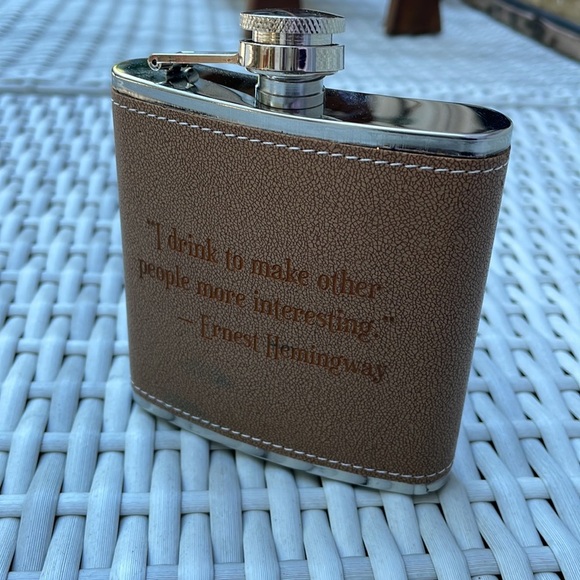 "I drink to make other
people more interesting."
— Ernest Hemingway